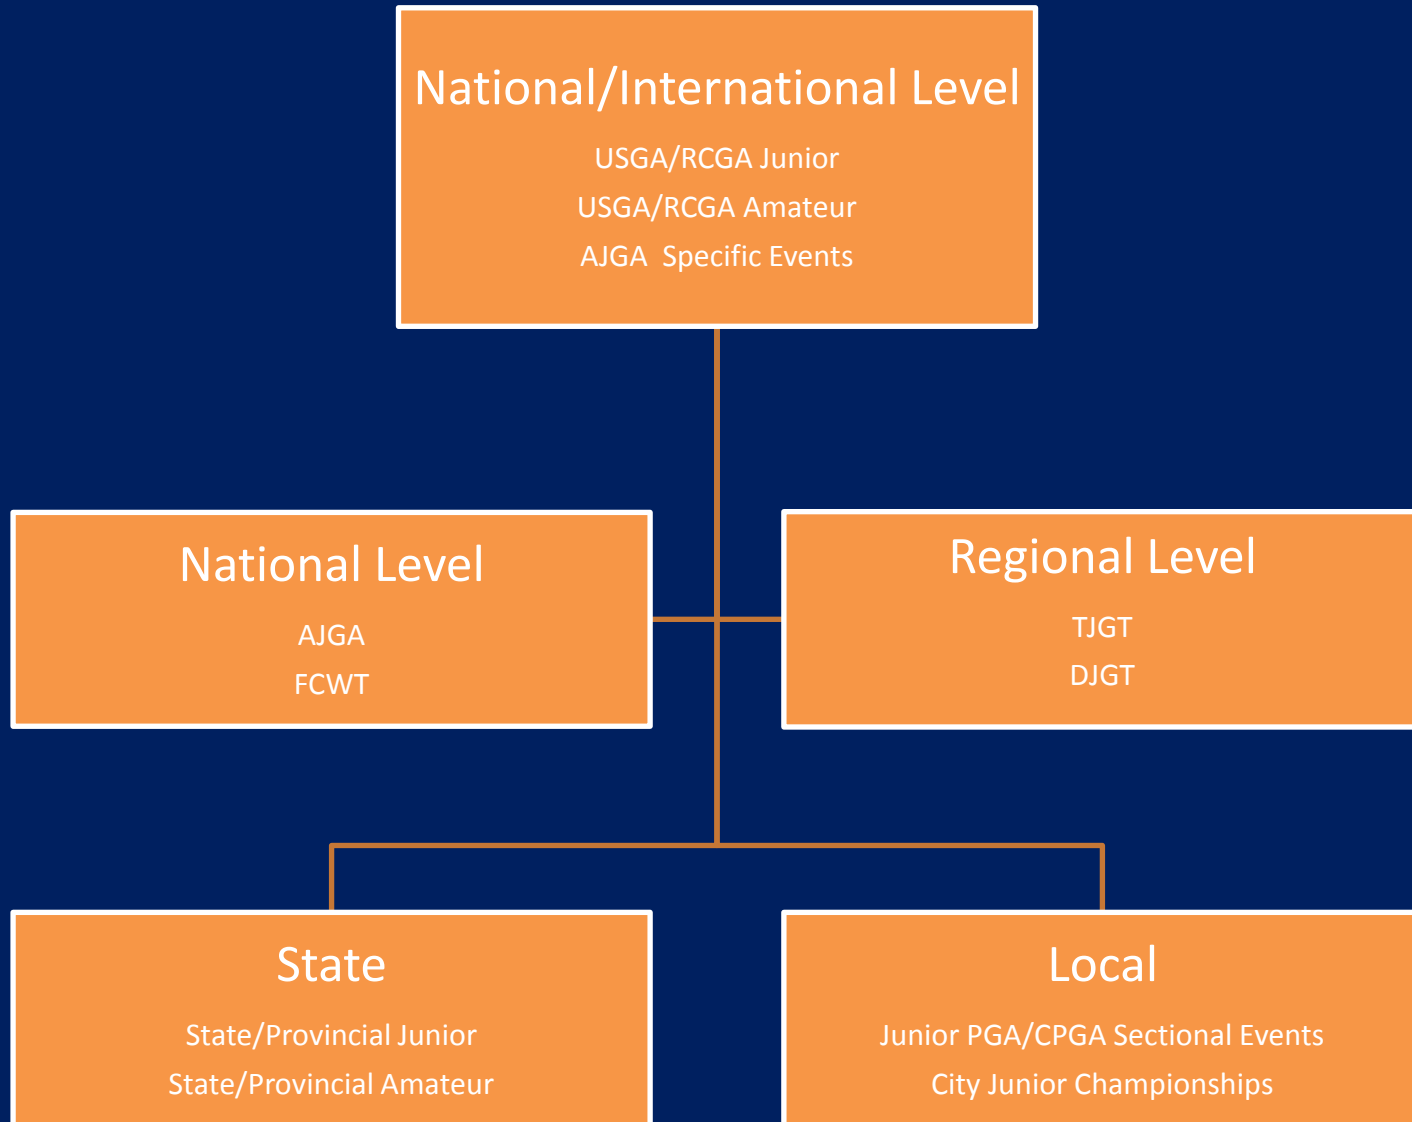 National/International Level
USGA/RCGA Junior
USGA/RCGA Amateur
AJGA  Specific Events
National Level
AJGA
FCWT
Regional Level
TJGT
DJGT
State
State/Provincial Junior
State/Provincial Amateur
Local
Junior PGA/CPGA Sectional Events
City Junior Championships